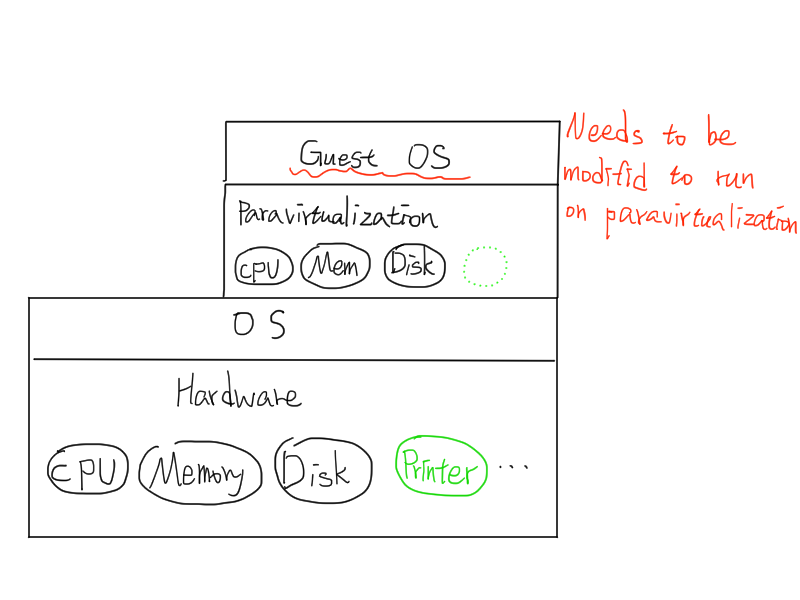 Guest OS
Needs to be
modifid to run
on paravirtualization
Paravirtualization
CPU Mem Disk
OS
Hardware
CPU Memory Disk Printer ...